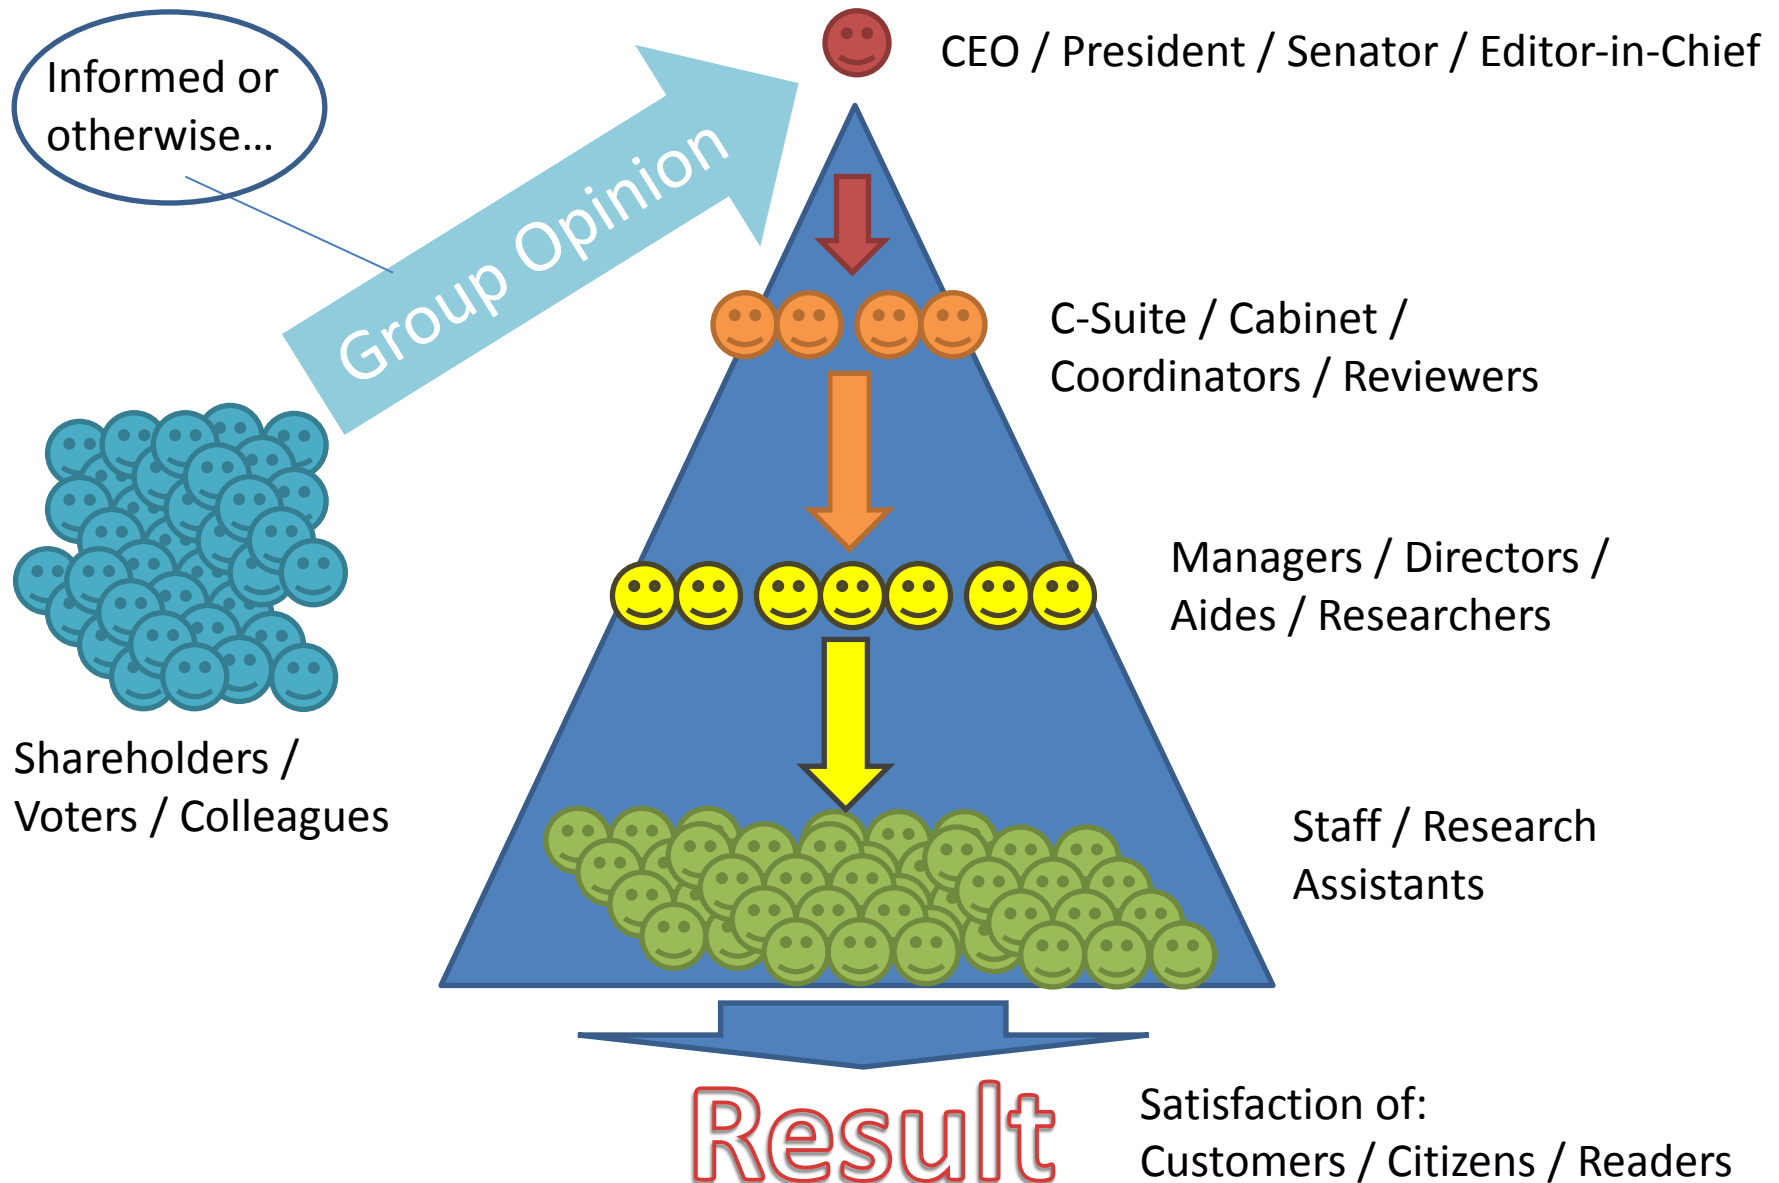 Informed or
otherwise...
Group Opinion
CEO / President / Senator / Editor-in-Chief
C-Suite / Cabinet /
Coordinators / Reviewers
Managers / Directors /
Aides / Researchers
Shareholders /
Voters / Colleagues
Staff / Research
Assistants
Result
Satisfaction of:
Customers / Citizens / Readers